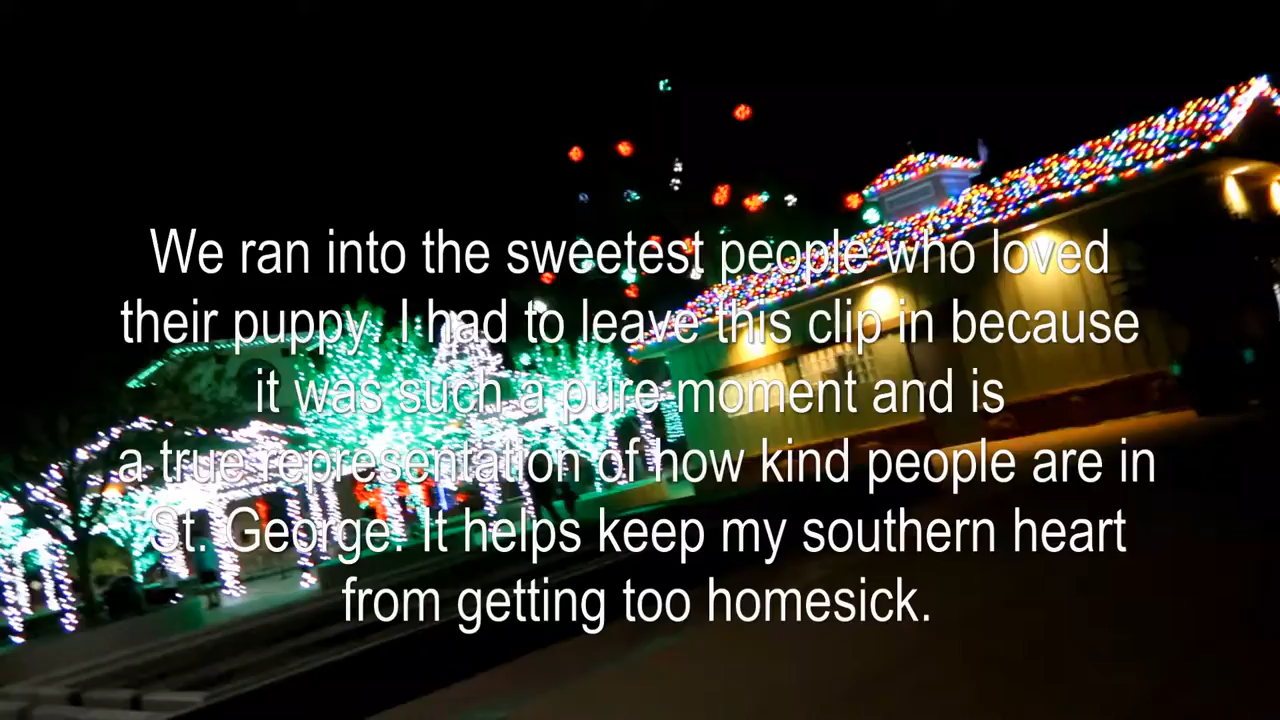 We ran into the sweetest people who loved
their puppy. I had to leave this clip in because
it was such a pure moment and is
a true representation of how kind people are in
St. George. It helps keep my southern heart
from getting too homesick.